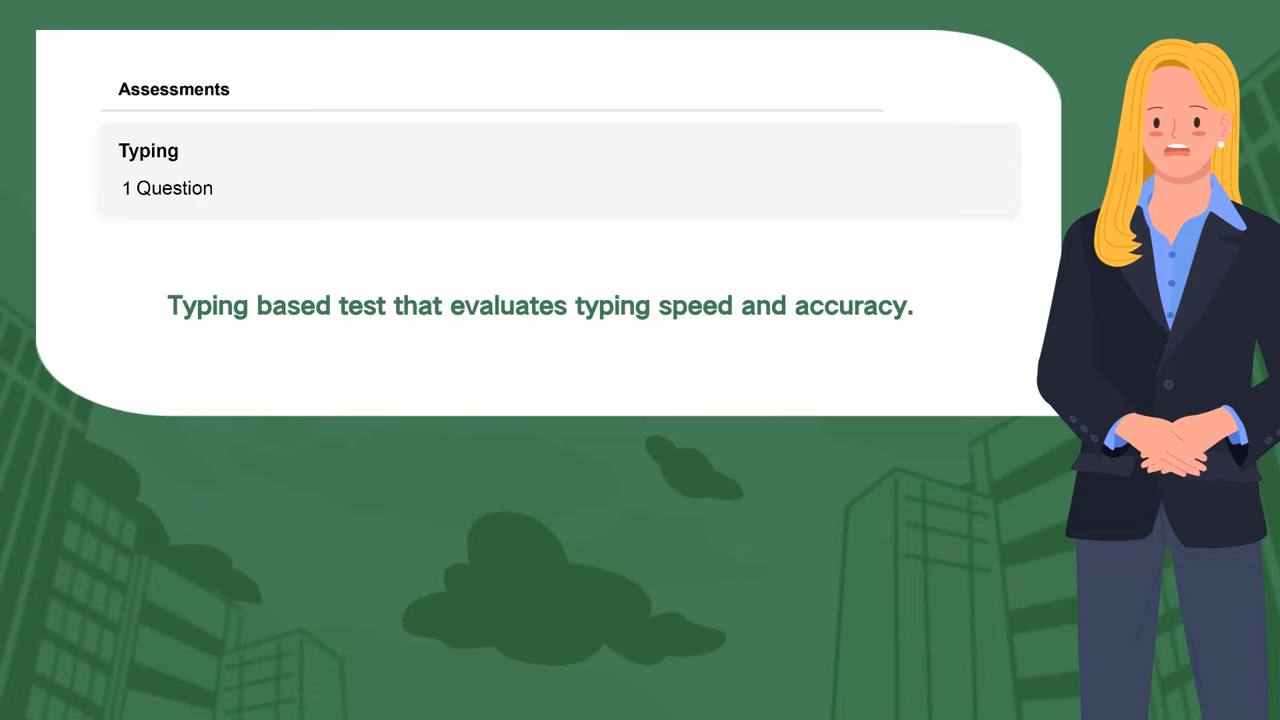 Assessments
Typing
1 Question
Typing based test that evaluates typing speed and accuracy.